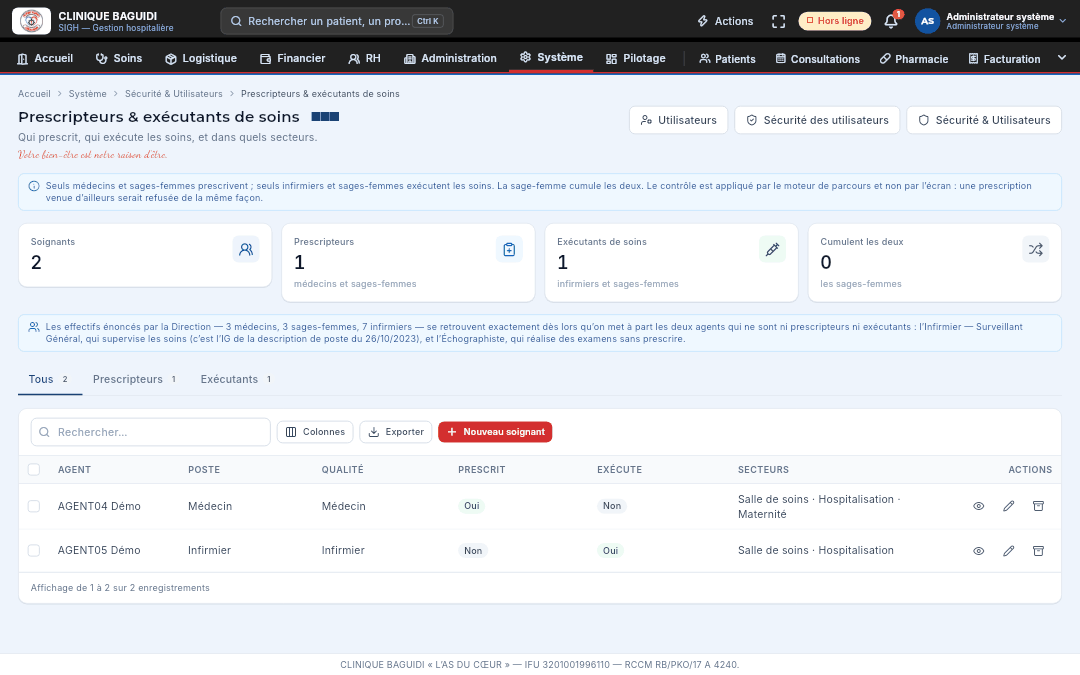 CLINIQUE BAGUIDI
SIGH — Gestion hospitalière
Rechercher un patient, un pro...
Ctrl K
Actions
Hors ligne
1
AS
Administrateur système
Administrateur système
Accueil
Soins
Logistique
Financier
RH
Administration
Système
Pilotage
Patients
Consultations
Pharmacie
Facturation
Accueil > Système > Sécurité & Utilisateurs > Prescripteurs & exécutants de soins
Prescripteurs & exécutants de soins
Qui prescrit, qui exécute les soins, et dans quels secteurs.
Votre bien-être est notre raison d'être.
Utilisateurs
Sécurité des utilisateurs
Sécurité & Utilisateurs
Seuls médecins et sages-femmes prescrivent ; seuls infirmiers et sages-femmes exécutent les soins. La sage-femme cumule les deux. Le contrôle est appliqué par le moteur de parcours et non par l'écran : une prescription
venue d'ailleurs serait refusée de la même façon.
Soignants
2
Prescripteurs
1
médecins et sages-femmes
Exécutants de soins
1
infirmiers et sages-femmes
Cumulent les deux
0
les sages-femmes
Les effectifs énoncés par la Direction — 3 médecins, 3 sages-femmes, 7 infirmiers — se retrouvent exactement dès lors qu'on met à part les deux agents qui ne sont ni prescripteurs ni exécutants : l'Infirmier — Surveillant
Général, qui supervise les soins (c'est l'IG de la description de poste du 26/10/2023), et l'Échographiste, qui réalise des examens sans prescrire.
Tous 2
Prescripteurs 1
Exécutants 1
Rechercher...
Colonnes
Exporter
Nouveau soignant
AGENT POSTE QUALITÉ PRESCRIT EXÉCUTE SECTEURS ACTIONS
AGENT04 Démo Médecin Médecin Oui Non Salle de soins · Hospitalisation ·
Maternité
AGENT05 Démo Infirmier Infirmier Non Oui Salle de soins · Hospitalisation
Affichage de 1 à 2 sur 2 enregistrements
CLINIQUE BAGUIDI « L'AS DU CŒUR » — IFU 3201001996110 — RCCM RB/PKO/17 A 4240.